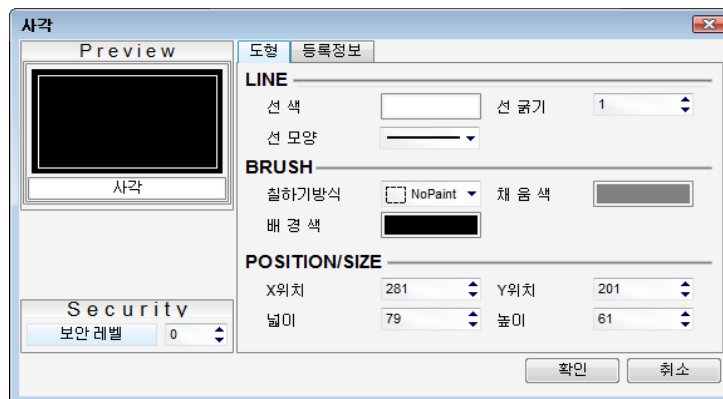 사각
Preview
사각
Security
보안 레벨 0
도형 등록정보
LINE
선 색 선 굵기 1
선 모양
BRUSH
칠하기방식 NoPaint 채 움 색
배 경 색
POSITION/SIZE
X위치 281 Y위치 201
넓이 79 높이 61
확인 취소